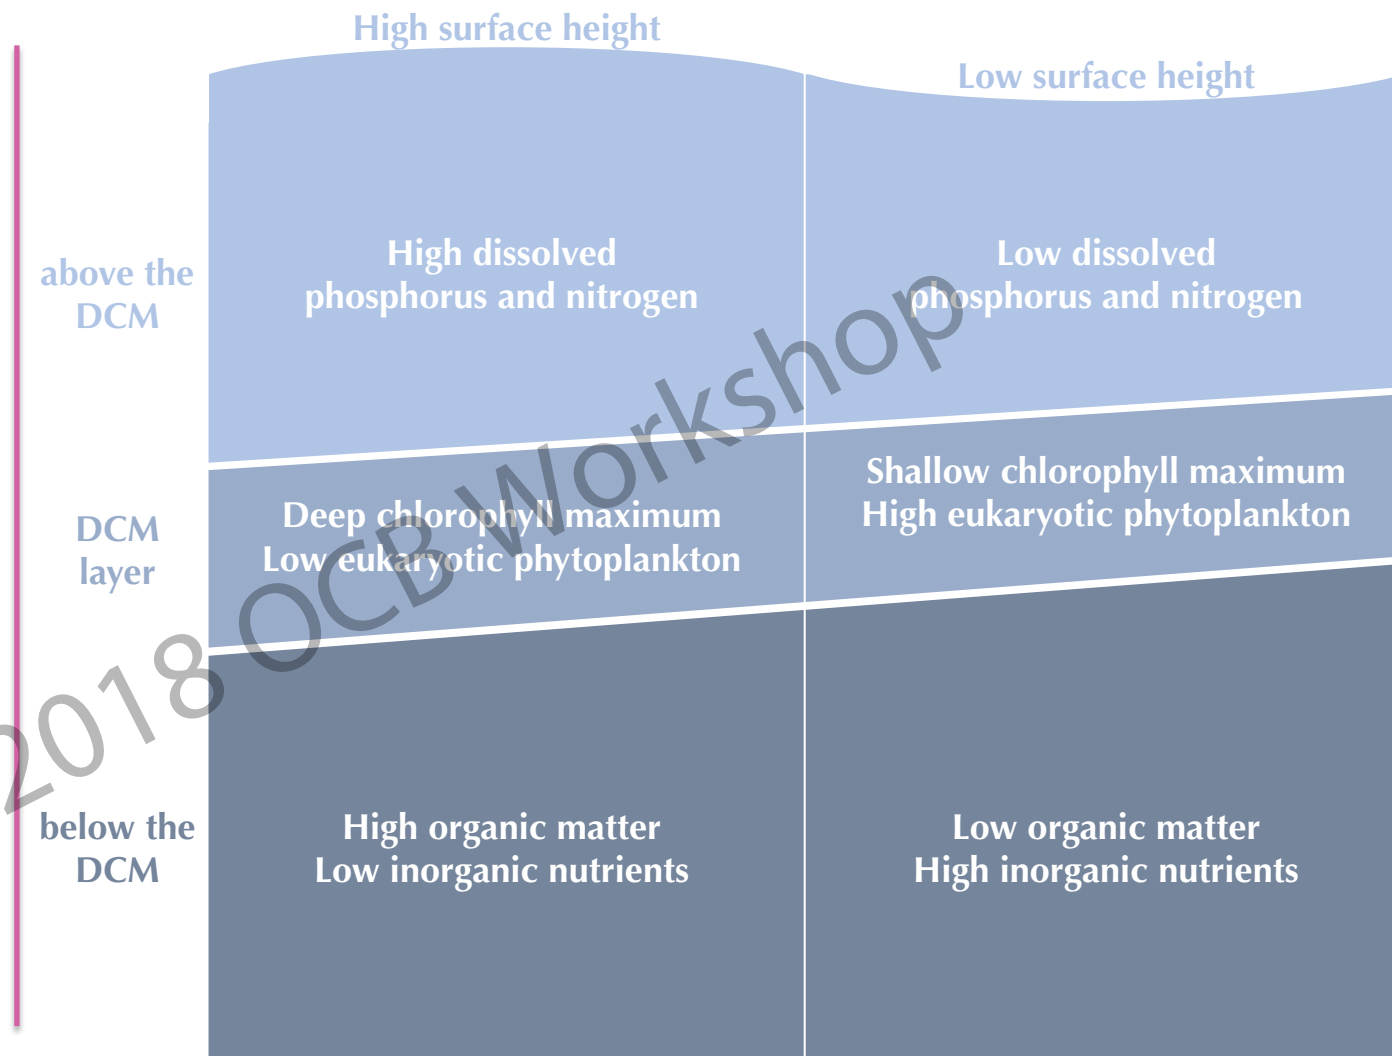 High surface height
Low surface height
above the
DCM
High dissolved
phosphorus and nitrogen
Low dissolved
phosphorus and nitrogen
DCM
layer
Deep chlorophyll maximum
Low eukaryotic phytoplankton
Shallow chlorophyll maximum
High eukaryotic phytoplankton
below the
DCM
High organic matter
Low inorganic nutrients
Low organic matter
High inorganic nutrients
2018 OCB Workshop